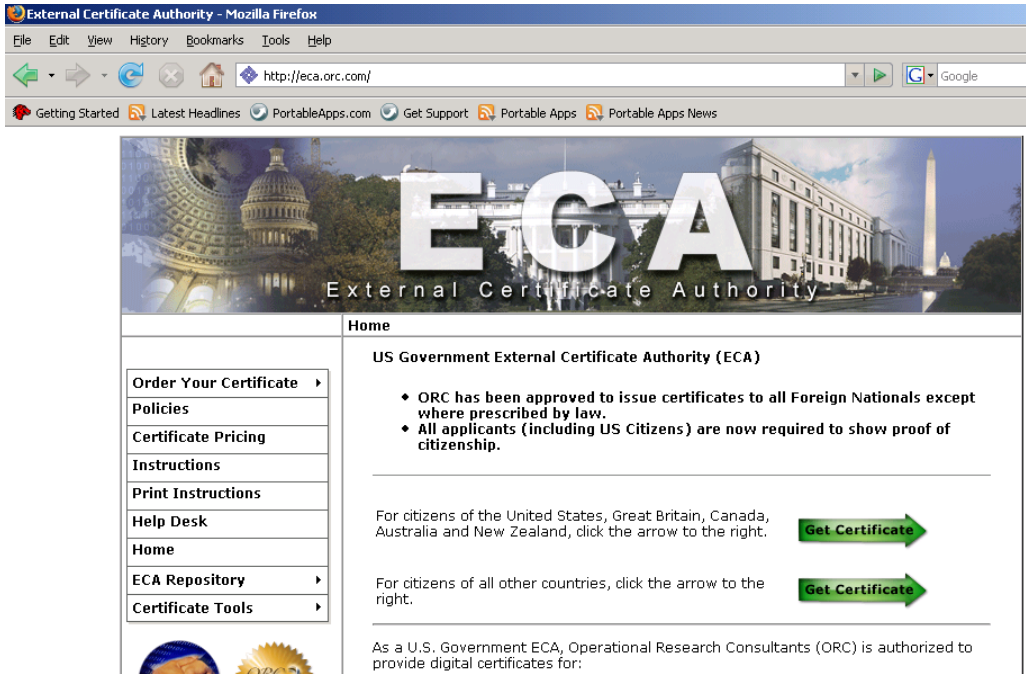 External Certificate Authority - Mozilla Firefox
File Edit View History Bookmarks Tools Help
http://eca.orc.com/
G Google
Getting Started Latest Headlines PortableApps.com Get Support Portable Apps Portable Apps News
ECA
External Certificate Authority
Home
US Government External Certificate Authority (ECA)
Order Your Certificate
Policies
Certificate Pricing
Instructions
Print Instructions
Help Desk
Home
ECA Repository
Certificate Tools
ORC has been approved to issue certificates to all Foreign Nationals except
where prescribed by law.
All applicants (including US Citizens) are now required to show proof of
citizenship.
For citizens of the United States, Great Britain, Canada,
Australia and New Zealand, click the arrow to the right.
Get Certificate
For citizens of all other countries, click the arrow to the
right.
Get Certificate
As a U.S. Government ECA, Operational Research Consultants (ORC) is authorized to
provide digital certificates for: